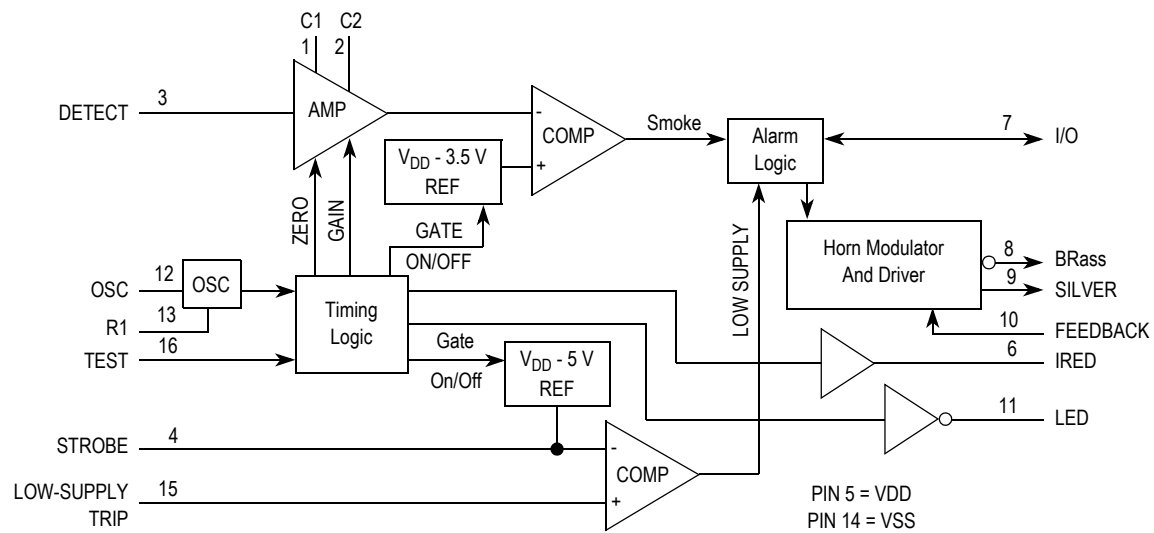 C1 C2
1 2
DETECT 3
AMP
-
COMP
+
Smoke
Alarm
Logic
7 I/O
VDD - 3.5 V
REF
ZERO
GAIN
GATE
ON/OFF
LOW SUPPLY
Horn Modulator
And Driver
8 BRass
9 SILVER
10 FEEDBACK
OSC 12
OSC
R1 13
TEST 16
Timing
Logic
Gate
On/Off
VDD - 5 V
REF
6 IRED
11 LED
STROBE 4
-
COMP
+
LOW-SUPPLY
TRIP
15
PIN 5 = VDD
PIN 14 = VSS